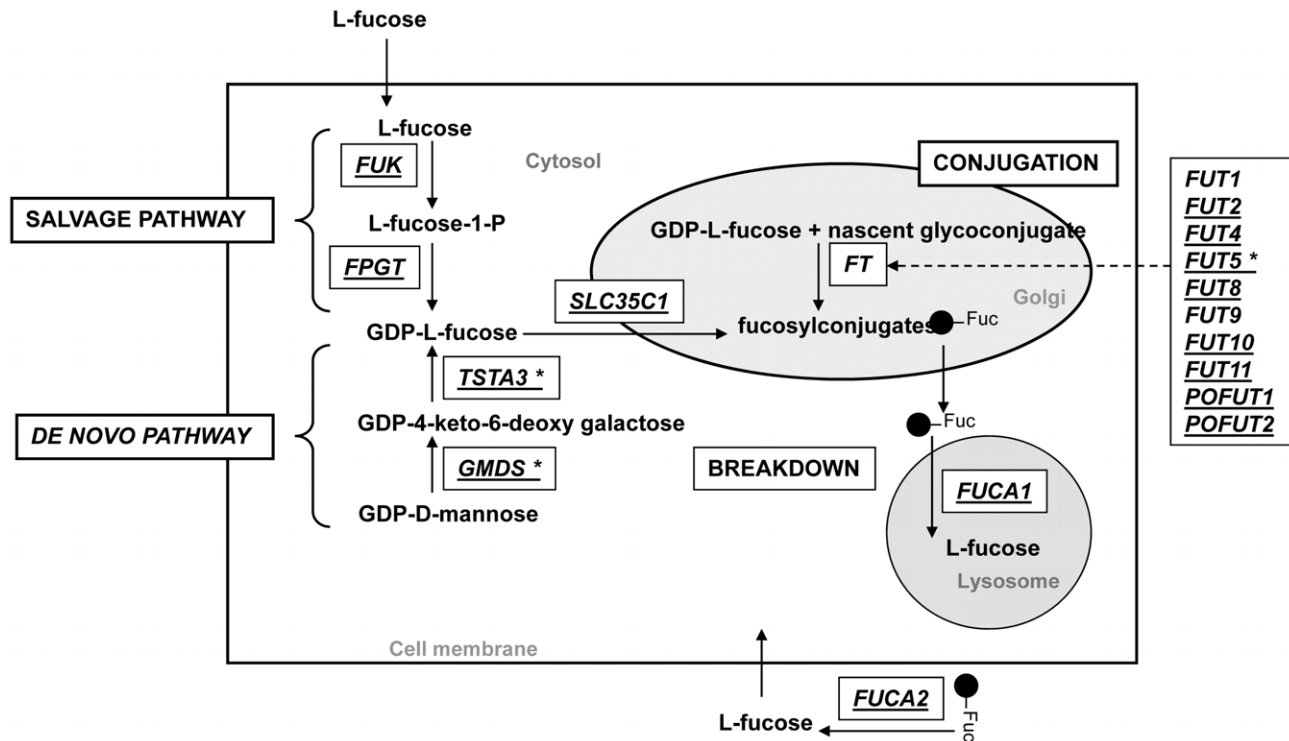 L-fucose
L-fucose
FUK
Cytosol
CONJUGATION
SALVAGE PATHWAY
L-fucose-1-P
FPGT
GDP-L-fucose + nascent glycoconjugate
FT
Golgi
SLC35C1
GDP-L-fucose
fucosylconjugates
Fuc
FUT1
FUT2
FUT4
FUT5 *
FUT8
FUT9
FUT10
FUT11
POFUT1
POFUT2
TSTA3 *
DE NOVO PATHWAY
GDP-4-keto-6-deoxy galactose
GMDS *
GDP-D-mannose
Fuc
BREAKDOWN
FUCA1
L-fucose
Lysosome
Cell membrane
L-fucose
FUCA2
Fuc